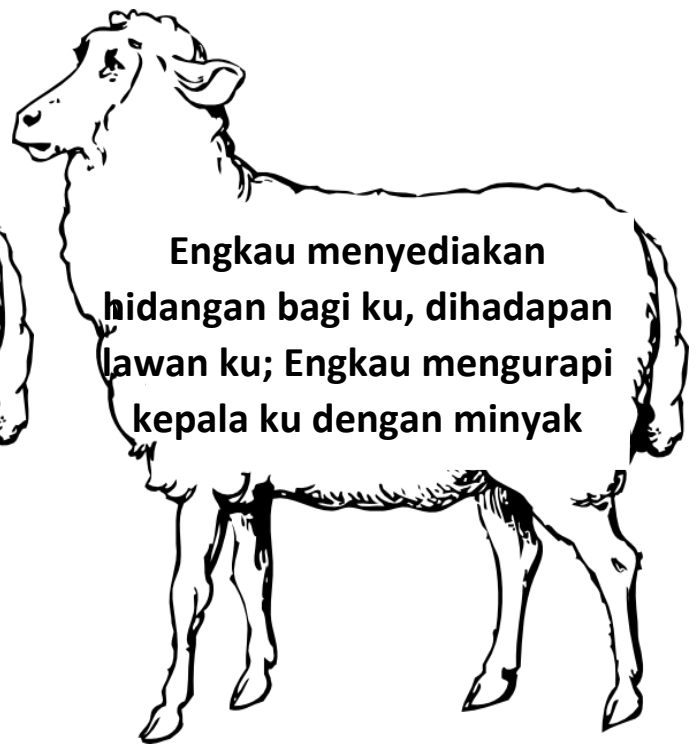 Engkau menyediakan
hidangan bagi ku, dihadapan
lawan ku; Engkau mengurapi
kepala ku dengan minyak